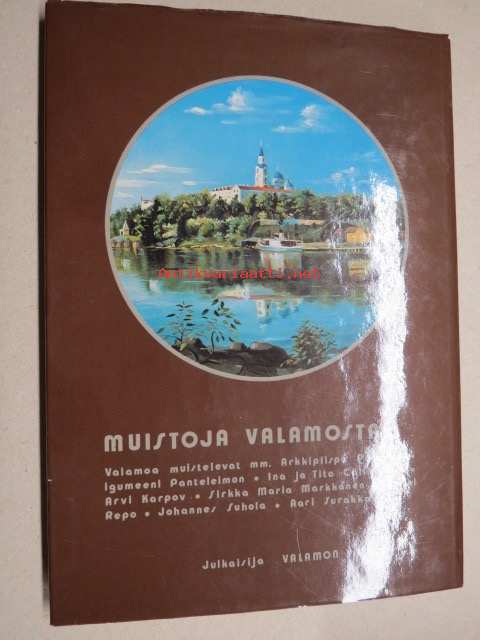 Antikvariaatti.net
MUISTOJA VALAMOSTA
Valamoa muistelevat mm. Arkkipiispa
Igumeeni Panteleimon • Ina ja Tito
Arvi Karpov • Sirkka Maria Markkanen
Repo • Johannes Suhola • Aari Surakka
Julkaisija VALAMON